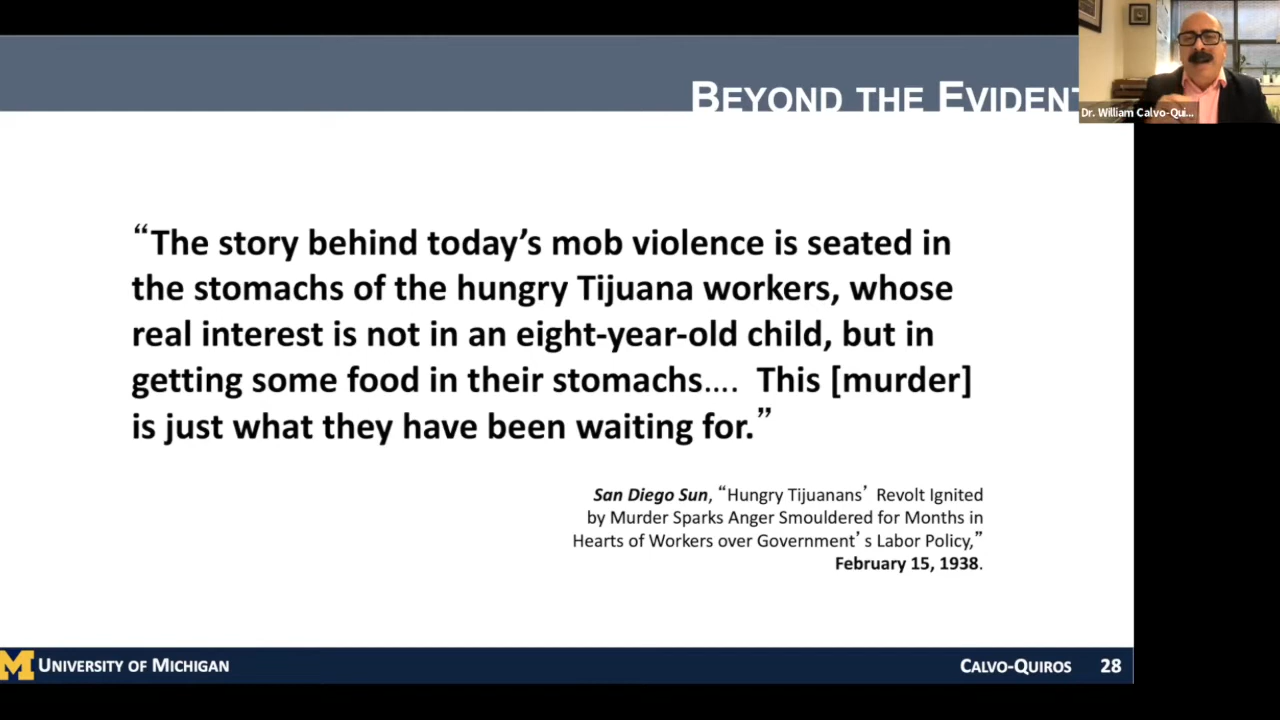 BEYOND THE EVIDENT
Dr. William Calvo-Qui...
“The story behind today’s mob violence is seated in
the stomachs of the hungry Tijuana workers, whose
real interest is not in an eight-year-old child, but in
getting some food in their stomachs…. This [murder]
is just what they have been waiting for.”
San Diego Sun, “Hungry Tijuanans’ Revolt Ignited
by Murder Sparks Anger Smouldered for Months in
Hearts of Workers over Government’ s Labor Policy,”
February 15, 1938.
M UNIVERSITY OF MICHIGAN
CALVO-QUIROS 28